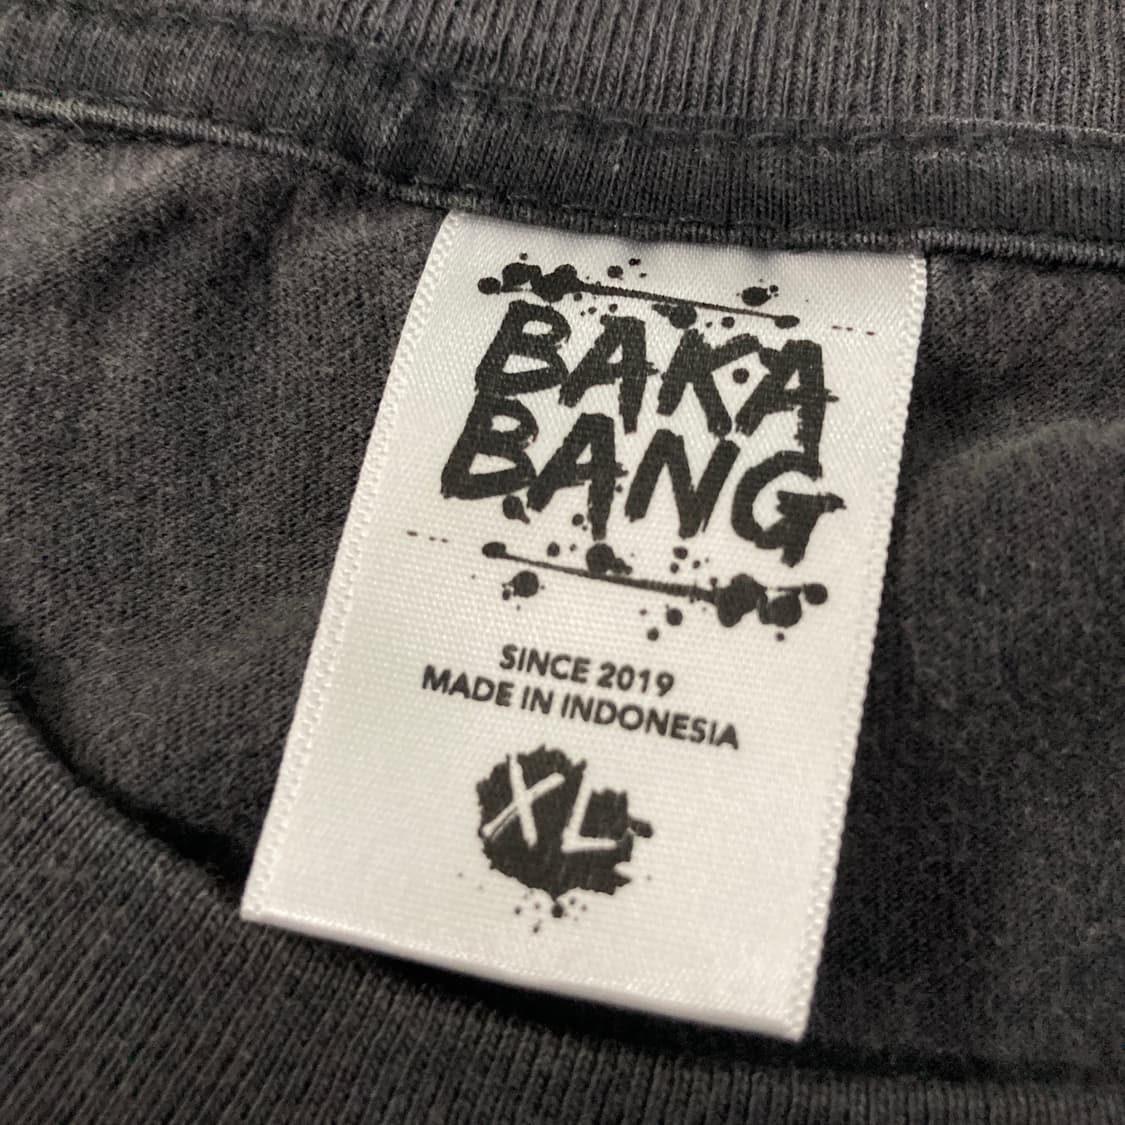 BAKA
BANG
SINCE 2019
MADE IN INDONESIA
XL